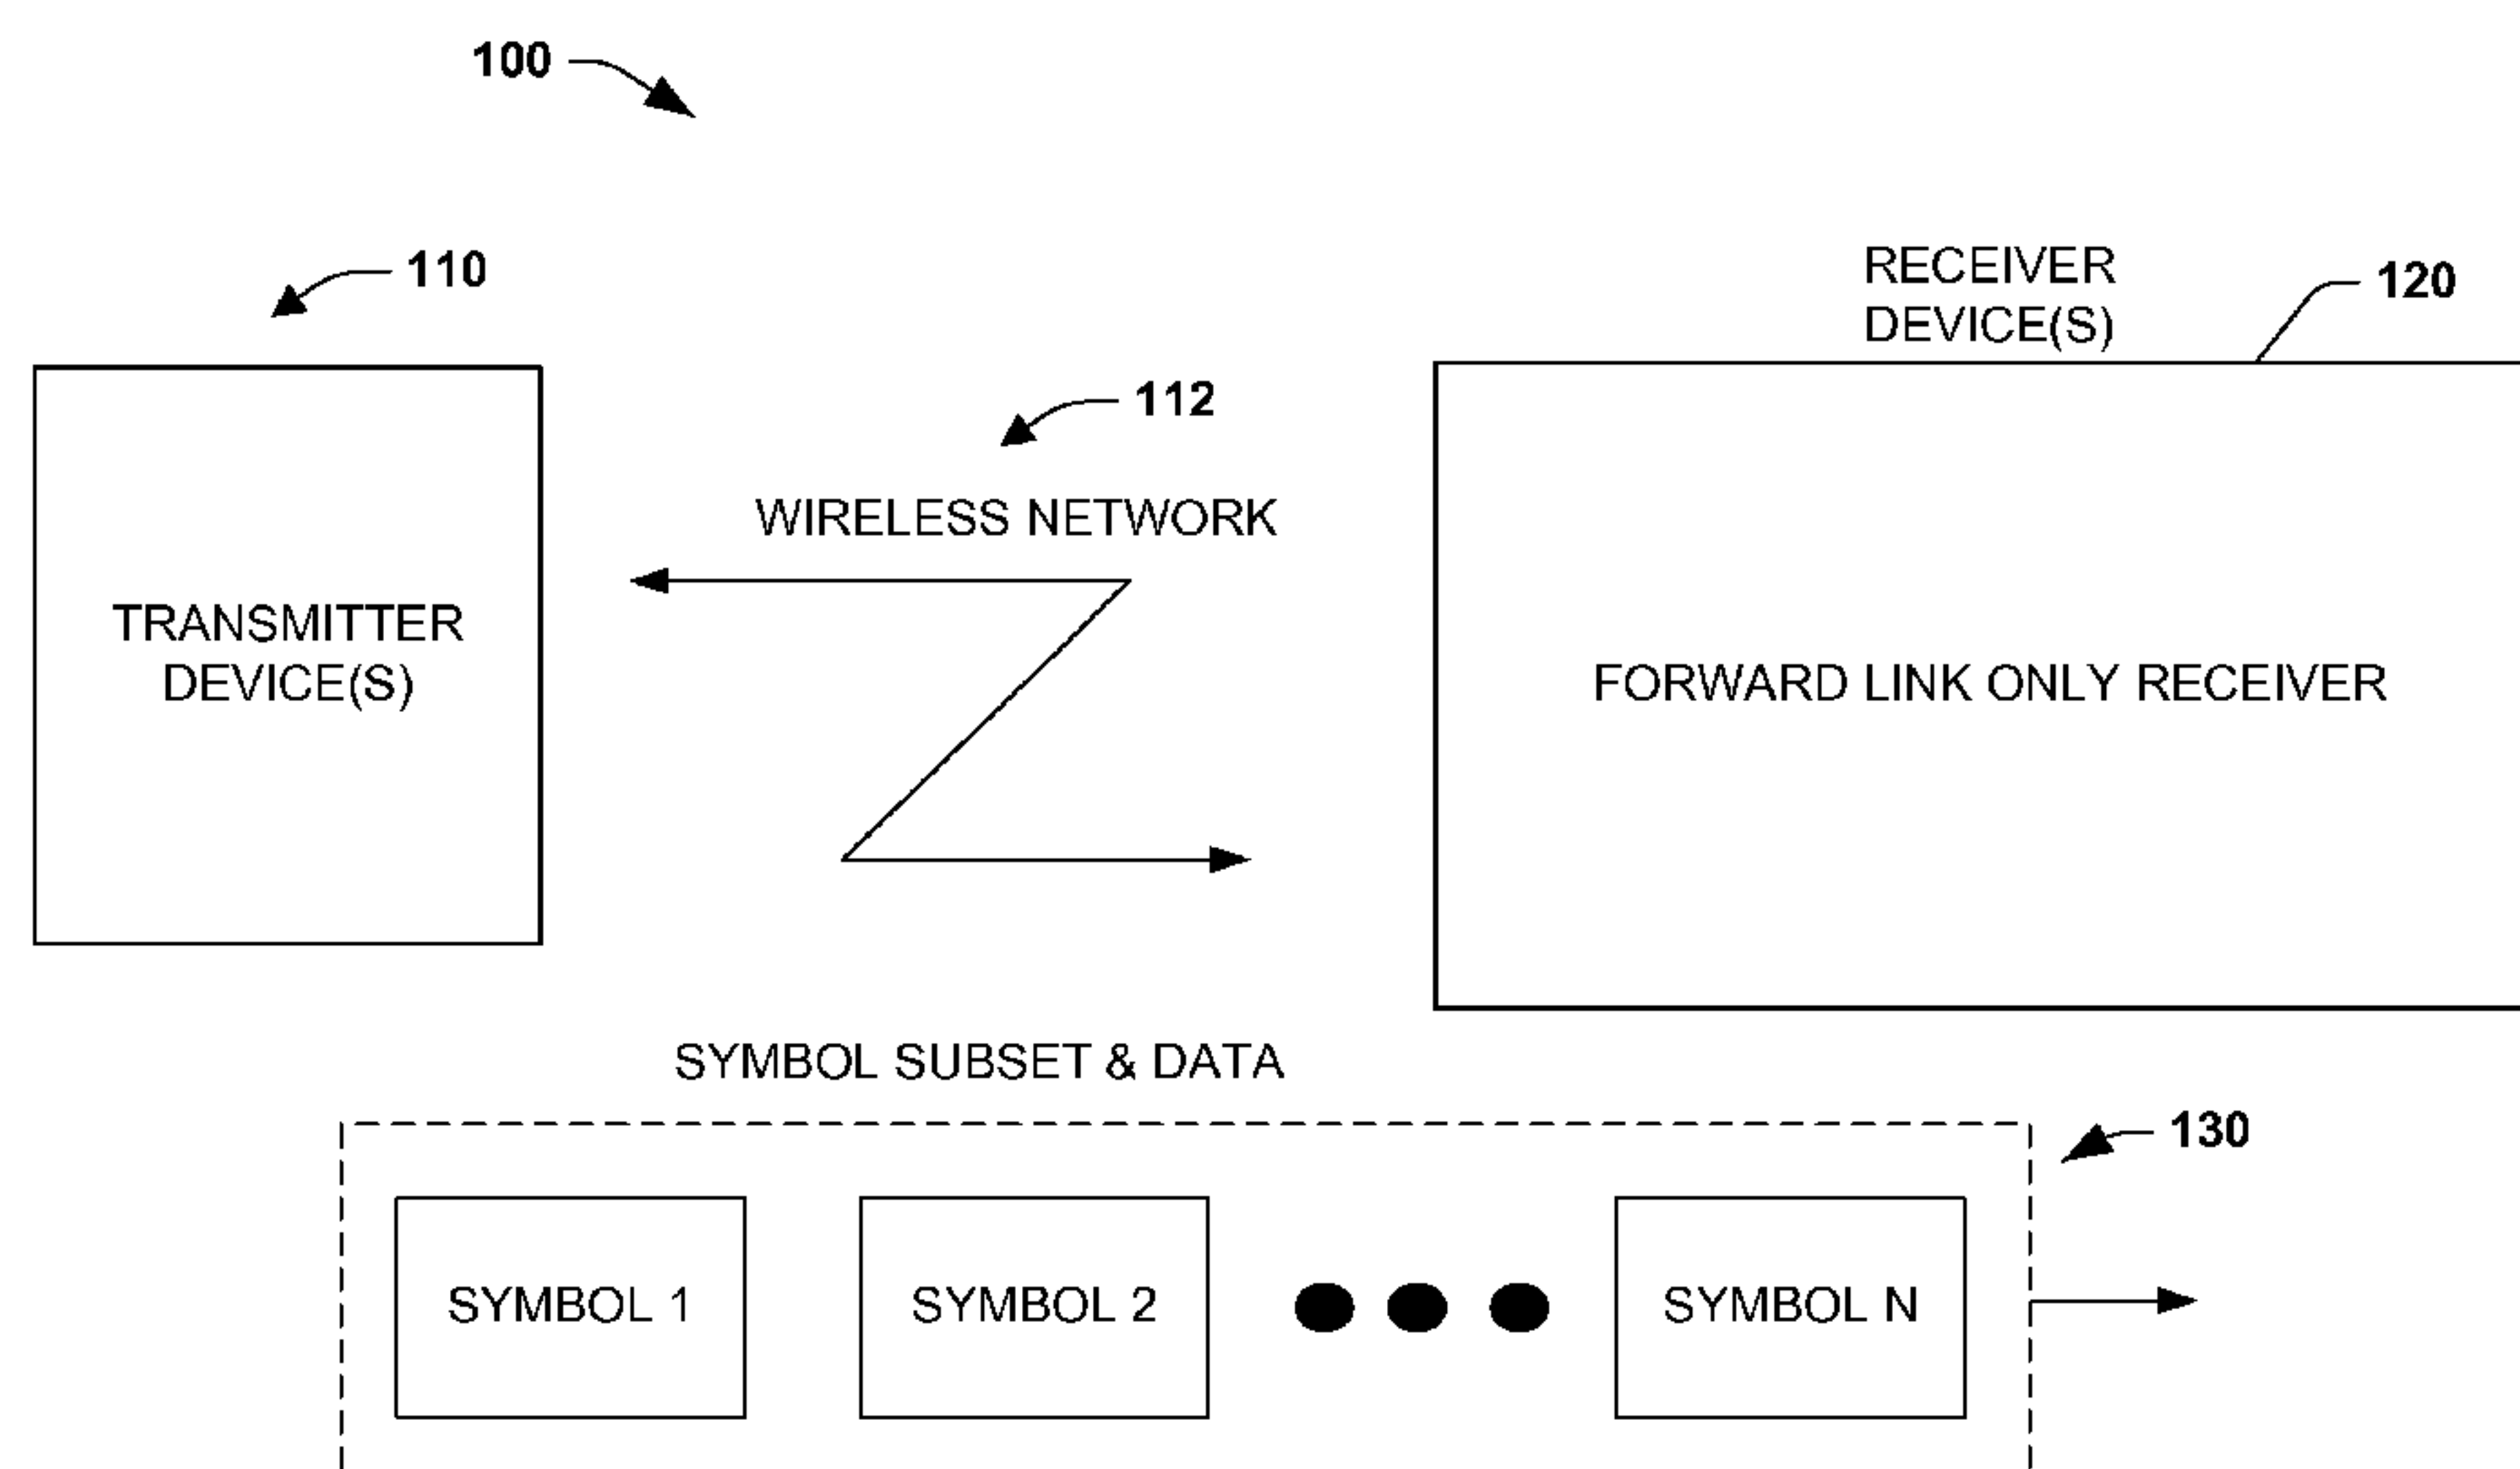 100
110
RECEIVER
DEVICE(S)
120
112
WIRELESS NETWORK
TRANSMITTER
DEVICE(S)
FORWARD LINK ONLY RECEIVER
SYMBOL SUBSET & DATA
130
SYMBOL 1
SYMBOL 2
SYMBOL N